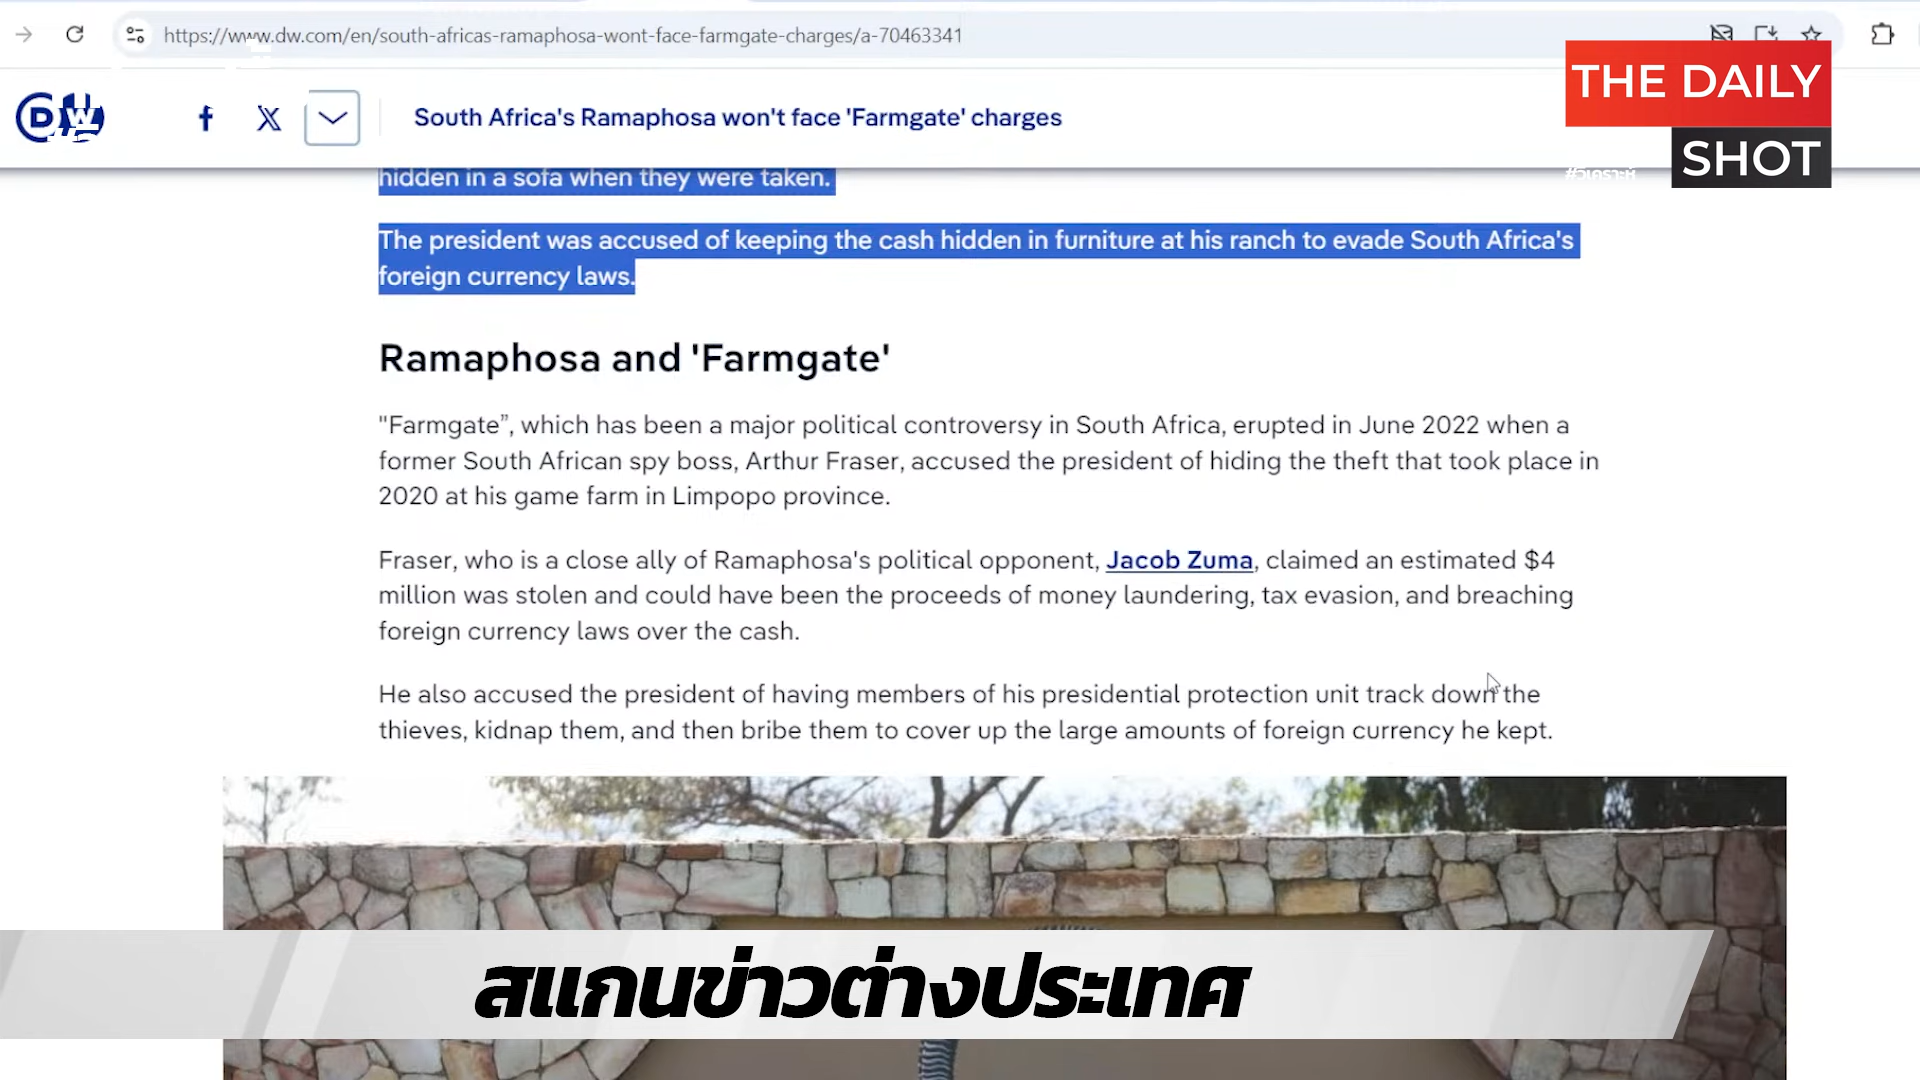 https://www.dw.com/en/south-africas-ramaphosa-wont-face-farmgate-charges/a-70463341
THE DAILY
SHOT
DW
South Africa's Ramaphosa won't face 'Farmgate' charges
#วิเคราะห์
hidden in a sofa when they were taken.
The president was accused of keeping the cash hidden in furniture at his ranch to evade South Africa's
foreign currency laws.
Ramaphosa and 'Farmgate'
"Farmgate”, which has been a major political controversy in South Africa, erupted in June 2022 when a
former South African spy boss, Arthur Fraser, accused the president of hiding the theft that took place in
2020 at his game farm in Limpopo province.
Fraser, who is a close ally of Ramaphosa's political opponent, Jacob Zuma, claimed an estimated $4
million was stolen and could have been the proceeds of money laundering, tax evasion, and breaching
foreign currency laws over the cash.
He also accused the president of having members of his presidential protection unit track down the
thieves, kidnap them, and then bribe them to cover up the large amounts of foreign currency he kept.
สแกนข่าวต่างประเทศ